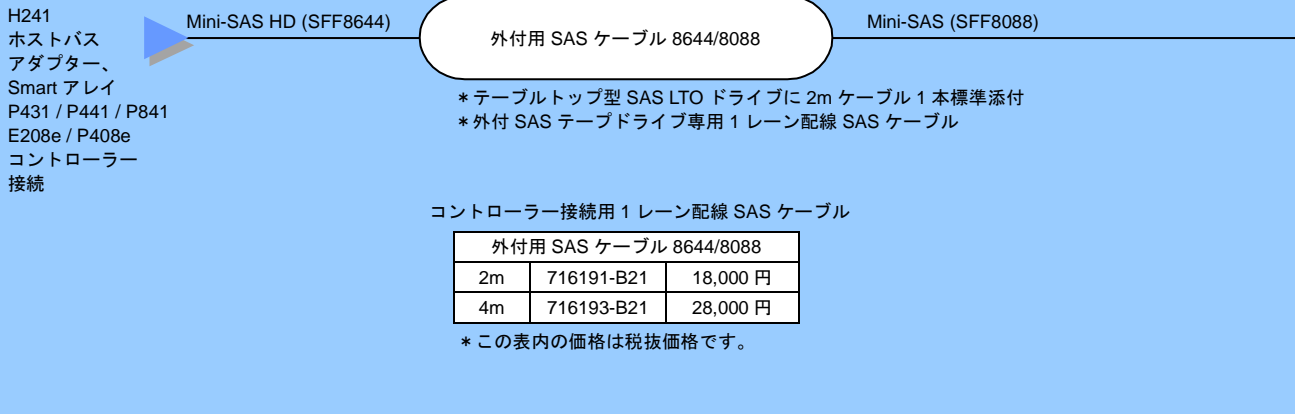 H241
ホストバス
アダプター、
Smart アレイ
P431 / P441 / P841
E208e / P408e
コントローラー
接続
Mini-SAS HD (SFF8644)
外付用 SAS ケーブル 8644/8088
Mini-SAS (SFF8088)
＊テーブルトップ型 SAS LTO ドライブに 2m ケーブル 1 本標準添付
＊外付 SAS テープドライブ専用 1 レーン配線 SAS ケーブル
コントローラー接続用 1 レーン配線 SAS ケーブル
外付用 SAS ケーブル 8644/8088
2m 716191-B21 18,000 円
4m 716193-B21 28,000 円
＊この表内の価格は税抜価格です。